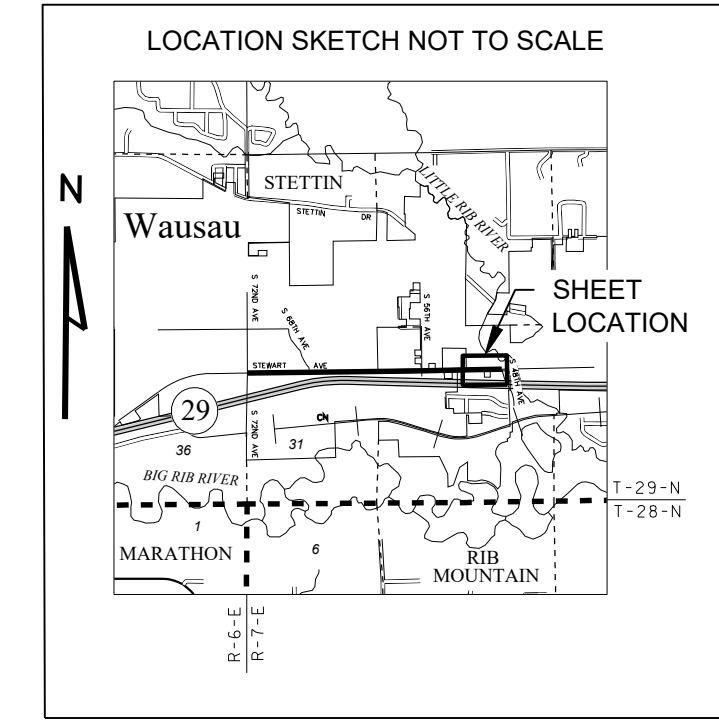 LOCATION SKETCH NOT TO SCALE
N
STETTIN
STETTIN DR
LITTLE RIB RIVER
Wausau
S 72ND AVE
S 68TH AVE
S 56TH AVE
SHEET
LOCATION
STEWART AVE
S 48TH AVE
29
S 72ND AVE
CN
36
31
BIG RIB RIVER
T-29-N
T-28-N
1
6
MARATHON
RIB
MOUNTAIN
R-6-E
R-7-E